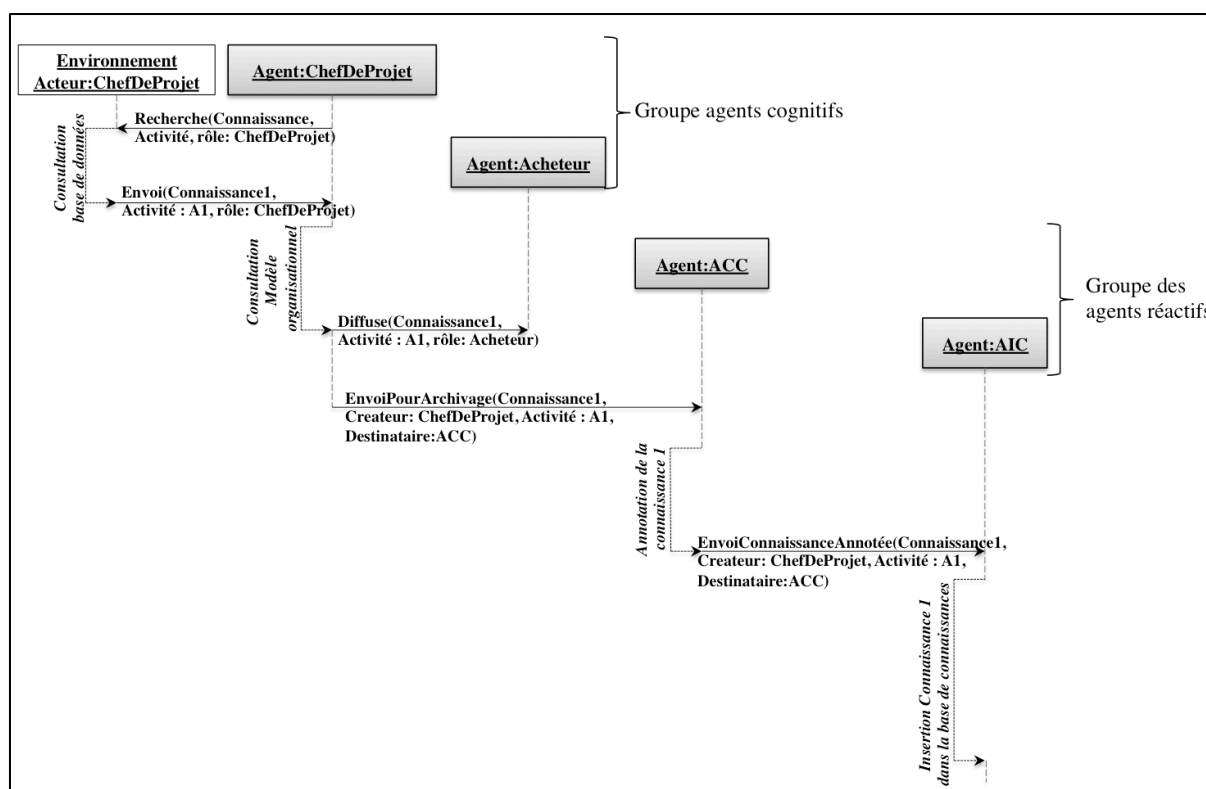 Environnement
Acteur:ChefDeProjet
Agent:ChefDeProjet
Groupe agents cognitifs
Recherche(Connaissance,
Activité, rôle: ChefDeProjet)
Consultation
base de données
Agent:Acheteur
Envoi(Connaissance1,
Activité : A1, rôle: ChefDeProjet)
Consultation
Modèle
organisationnel
Agent:ACC
Groupe des
agents réactifs
Diffuse(Connaissance1,
Activité : A1, rôle: Acheteur)
Agent:AIC
EnvoiPourArchivage(Connaissance1,
Createur: ChefDeProjet, Activité : A1,
Destinataire:ACC)
Annotation de la
connaissance 1
EnvoiConnaissanceAnnotée(Connaissance1,
Createur: ChefDeProjet, Activité : A1,
Destinataire:ACC)
Insertion Connaissance 1
dans la base de connaissances